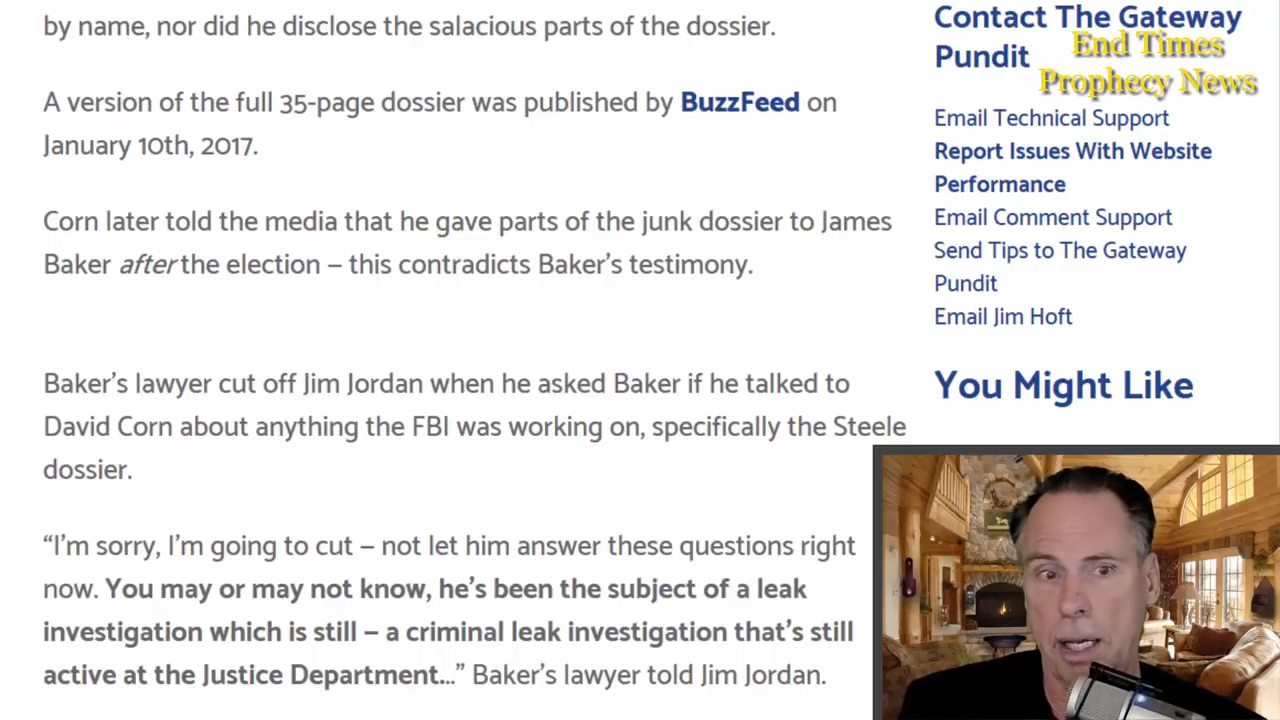 by name, nor did he disclose the salacious parts of the dossier.
A version of the full 35-page dossier was published by BuzzFeed on
January 10th, 2017.
Corn later told the media that he gave parts of the junk dossier to James
Baker after the election – this contradicts Baker's testimony.
Baker's lawyer cut off Jim Jordan when he asked Baker if he talked to
David Corn about anything the FBI was working on, specifically the Steele
dossier.
“I'm sorry, I'm going to cut – not let him answer these questions right
now. You may or may not know, he's been the subject of a leak
investigation which is still – a criminal leak investigation that's still
active at the Justice Department…” Baker's lawyer told Jim Jordan.
Contact The Gateway
Pundit
End Times
Prophecy News
Email Technical Support
Report Issues With Website
Performance
Email Comment Support
Send Tips to The Gateway
Pundit
Email Jim Hoft
You Might Like